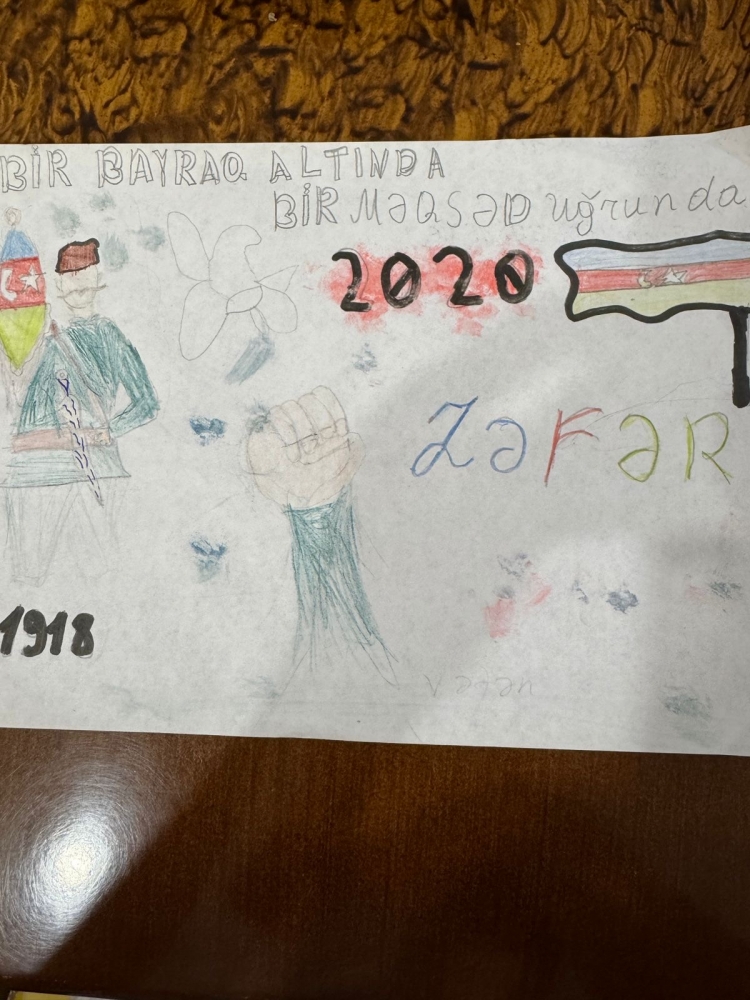 BİR BAYRAQ ALTINDA
BİR MƏQSƏD uğrunda
2020
ZƏFƏR
1918
Vətən